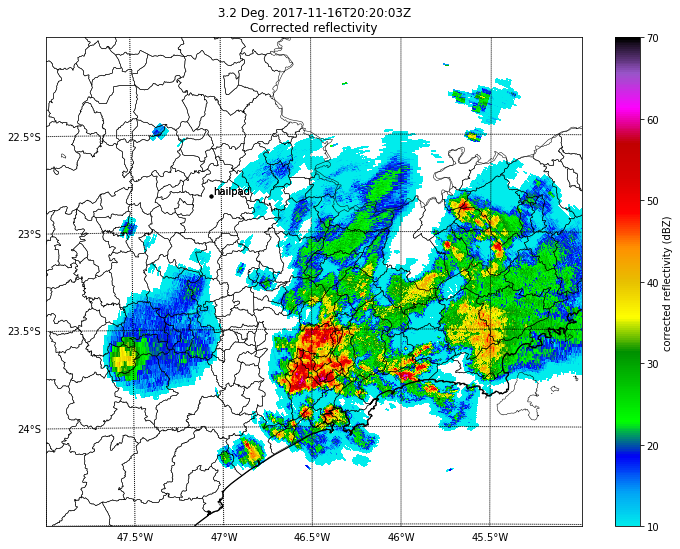 3.2 Deg. 2017-11-16T20:20:03Z
Corrected reflectivity
70
60
50
40
30
20
10
corrected reflectivity (dBZ)
22.5°S
23°S
23.5°S
24°S
hailpad
47.5°W
47°W
46.5°W
46°W
45.5°W